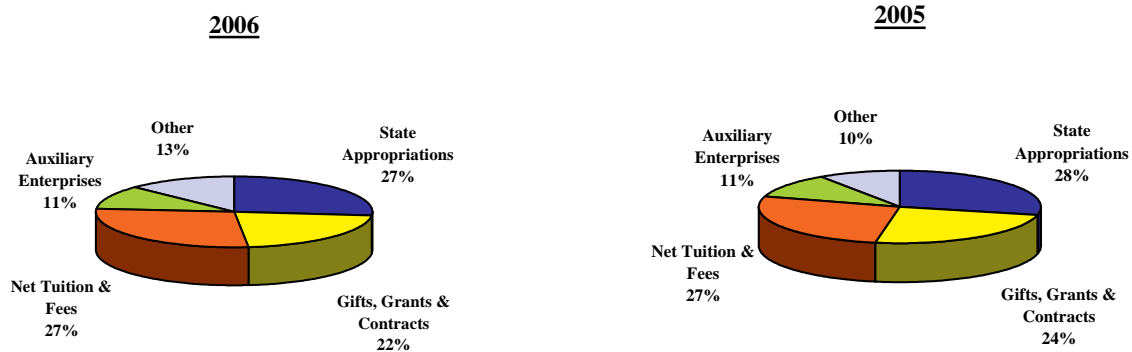 2006
Other
13%
State
Appropriations
27%
Auxiliary
Enterprises
11%
Net Tuition &
Fees
27%
Gifts, Grants &
Contracts
22%
2005
Other
10%
State
Appropriations
28%
Auxiliary
Enterprises
11%
Net Tuition &
Fees
27%
Gifts, Grants &
Contracts
24%